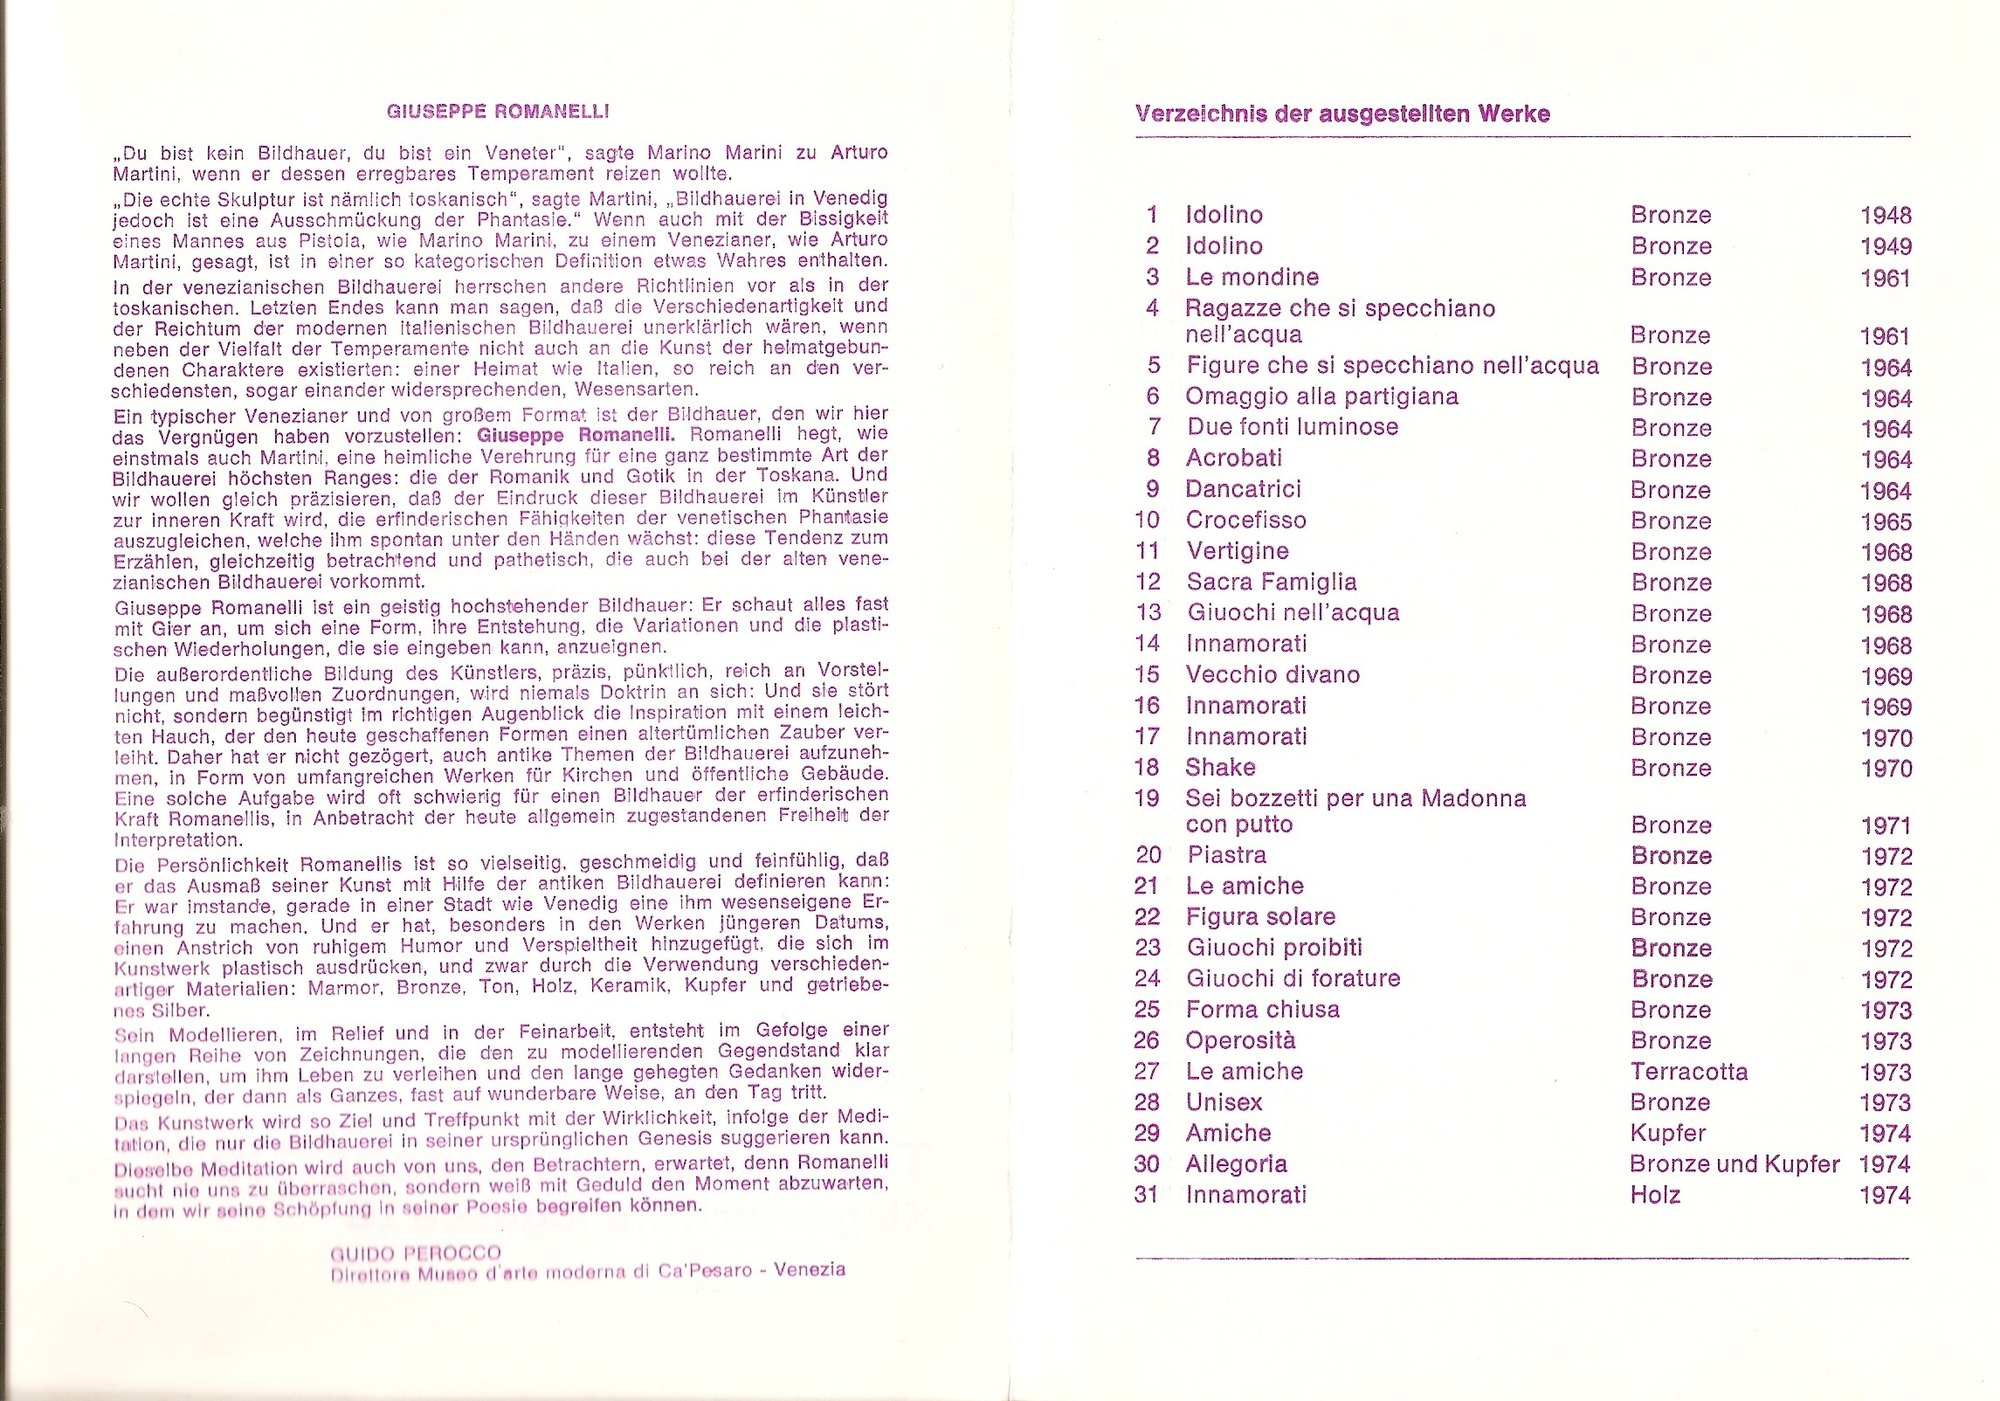 GIUSEPPE ROMANELLI
„Du bist kein Bildhauer, du bist ein Veneter“, sagte Marino Marini zu Arturo
Martini, wenn er dessen erregbares Temperament reizen wollte.
„Die echte Skulptur ist nämlich toskanisch“, sagte Martini, „Bildhauerei in Venedig
jedoch ist eine Ausschmückung der Phantasie.“ Wenn auch mit der Bissigkeit
eines Mannes aus Pistoia, wie Marino Marini, zu einem Venezianer, wie Arturo
Martini, gesagt, ist in einer so kategorischen Definition etwas Wahres enthalten.
In der venezianischen Bildhauerei herrschen andere Richtlinien vor als in der
toskanischen. Letzten Endes kann man sagen, daß die Verschiedenartigkeit und
der Reichtum der modernen italienischen Bildhauerei unerklärlich wären, wenn
neben der Vielfalt der Temperamente nicht auch an die Kunst der heimatgebun-
denen Charaktere existierten: einer Heimat wie Italien, so reich an den ver-
schiedensten, sogar einander widersprechenden, Wesensarten.
Ein typischer Venezianer und von großem Format ist der Bildhauer, den wir hier
das Vergnügen haben vorzustellen: Giuseppe Romanelli. Romanelli hegt, wie
einstmals auch Martini, eine heimliche Verehrung für eine ganz bestimmte Art der
Bildhauerei höchsten Ranges: die der Romanik und Gotik in der Toskana. Und
wir wollen gleich präzisieren, daß der Eindruck dieser Bildhauerei im Künstler
zur inneren Kraft wird, die erfinderischen Fähigkeiten der venetischen Phantasie
auszugleichen, welche ihm spontan unter den Händen wächst: diese Tendenz zum
Erzählen, gleichzeitig betrachtend und pathetisch, die auch bei der alten vene-
zianischen Bildhauerei vorkommt.
Giuseppe Romanelli ist ein geistig hochstehender Bildhauer: Er schaut alles fast
mit Gier an, um sich eine Form, ihre Entstehung, die Variationen und die plasti-
schen Wiederholungen, die sie eingeben kann, anzueignen.
Die außerordentliche Bildung des Künstlers, präzis, pünktlich, reich an Vorstel-
lungen und maßvollen Zuordnungen, wird niemals Doktrin an sich: Und sie stört
nicht, sondern begünstigt im richtigen Augenblick die Inspiration mit einem leich-
ten Hauch, der den heute geschaffenen Formen einen altertümlichen Zauber ver-
leiht. Daher hat er nicht gezögert, auch antike Themen der Bildhauerei aufzuneh-
men, in Form von umfangreichen Werken für Kirchen und öffentliche Gebäude.
Eine solche Aufgabe wird oft schwierig für einen Bildhauer der erfinderischen
Kraft Romanellis, in Anbetracht der heute allgemein zugestandenen Freiheit der
Interpretation.
Die Persönlichkeit Romanellis ist so vielseitig, geschmeidig und feinfühlig, daß
er das Ausmaß seiner Kunst mit Hilfe der antiken Bildhauerei definieren kann:
Er war imstande, gerade in einer Stadt wie Venedig eine ihm wesenseigene Er-
fahrung zu machen. Und er hat, besonders in den Werken jüngeren Datums,
einen Anstrich von ruhigem Humor und Verspieltheit hinzugefügt, die sich im
Kunstwerk plastisch ausdrücken, und zwar durch die Verwendung verschieden-
artiger Materialien: Marmor, Bronze, Ton, Holz, Keramik, Kupfer und getriebe-
nes Silber.
Sein Modellieren, im Relief und in der Feinarbeit, entsteht im Gefolge einer
langen Reihe von Zeichnungen, die den zu modellierenden Gegendstand klar
darstellen, um ihm Leben zu verleihen und den lange gehegten Gedanken wider-
spiegeln, der dann als Ganzes, fast auf wunderbare Weise, an den Tag tritt.
Das Kunstwerk wird so Ziel und Treffpunkt mit der Wirklichkeit, infolge der Medi-
tation, die nur die Bildhauerei in seiner ursprünglichen Genesis suggerieren kann.
Dieselbe Meditation wird auch von uns, den Betrachtern, erwartet, denn Romanelli
sucht nie uns zu überraschen, sondern weiß mit Geduld den Moment abzuwarten,
in dem wir seine Schöpfung in seiner Poesie begreifen können.
GUIDO PEROCCO
Direttore Museo d'arte moderna di Ca'Pesaro - Venezia
Verzeichnis der ausgestellten Werke
1 Idolino Bronze 1948
2 Idolino Bronze 1949
3 Le mondine Bronze 1961
4 Ragazze che si specchiano
nell'acqua Bronze 1961
5 Figure che si specchiano nell'acqua Bronze 1964
6 Omaggio alla partigiana Bronze 1964
7 Due fonti luminose Bronze 1964
8 Acrobati Bronze 1964
9 Dancatrici Bronze 1964
10 Crocefisso Bronze 1965
11 Vertigine Bronze 1968
12 Sacra Famiglia Bronze 1968
13 Giuochi nell'acqua Bronze 1968
14 Innamorati Bronze 1968
15 Vecchio divano Bronze 1969
16 Innamorati Bronze 1969
17 Innamorati Bronze 1970
18 Shake Bronze 1970
19 Sei bozzetti per una Madonna
con putto Bronze 1971
20 Piastra Bronze 1972
21 Le amiche Bronze 1972
22 Figura solare Bronze 1972
23 Giuochi proibiti Bronze 1972
24 Giuochi di forature Bronze 1972
25 Forma chiusa Bronze 1973
26 Operosità Bronze 1973
27 Le amiche Terracotta 1973
28 Unisex Bronze 1973
29 Amiche Kupfer 1974
30 Allegoria Bronze und Kupfer 1974
31 Innamorati Holz 1974